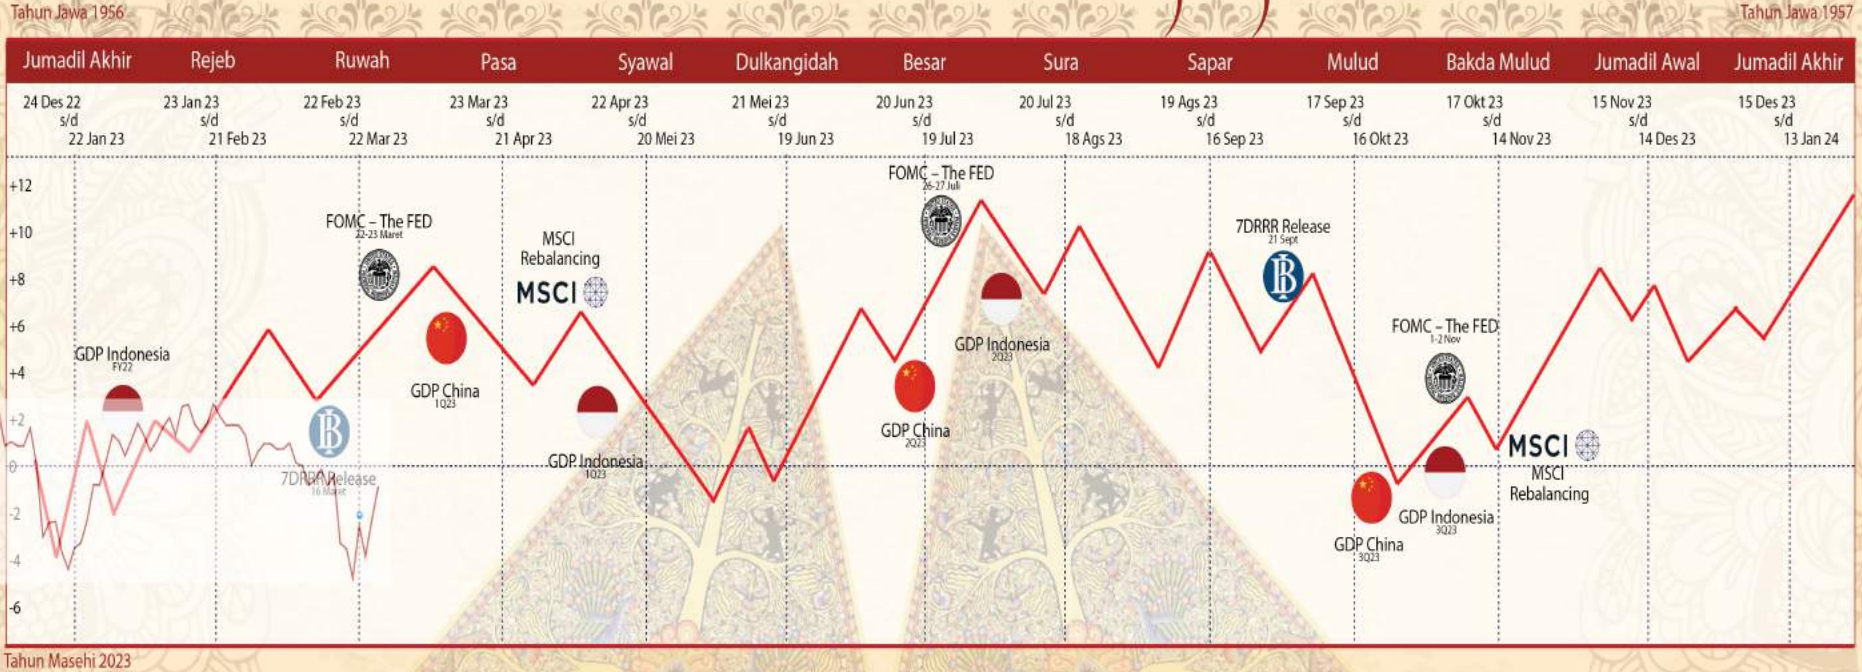 Tahun Jawa 1956
Tahun Jawa 1957
Jumadil Akhir
Rejeb
Ruwah
Pasa
Syawal
Dulkangidah
Besar
Sura
Sapar
Mulud
Bakda Mulud
Jumadil Awal
Jumadil Akhir
24 Des 22
s/d
22 Jan 23
23 Jan 23
s/d
21 Feb 23
22 Feb 23
s/d
22 Mar 23
23 Mar 23
s/d
21 Apr 23
22 Apr 23
s/d
20 Mei 23
21 Mei 23
s/d
19 Jun 23
20 Jun 23
s/d
19 Jul 23
20 Jul 23
s/d
18 Ags 23
19 Ags 23
s/d
16 Sep 23
17 Sep 23
s/d
16 Okt 23
17 Okt 23
s/d
14 Nov 23
15 Nov 23
s/d
14 Des 23
15 Des 23
s/d
13 Jan 24
+12
+10
+8
+6
+4
+2
0
-2
-4
-6
GDP Indonesia
FY22
7DRRR Release
16 Maret
FOMC – The FED
22-23 Maret
GDP China
1Q23
MSCI
Rebalancing
MSCI
GDP Indonesia
1Q23
FOMC – The FED
26-27 Juli
GDP China
2Q23
GDP Indonesia
2Q23
7DRRR Release
21 Sept
GDP China
3Q23
FOMC – The FED
1-2 Nov
GDP Indonesia
3Q23
MSCI
MSCI
Rebalancing
Tahun Masehi 2023